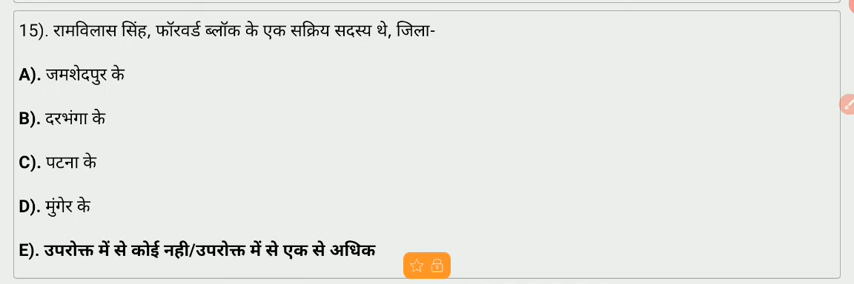 15). रामविलास सिंह, फॉरवर्ड ब्लॉक के एक सक्रिय सदस्य थे, जिला-
A). जमशेदपुर के
B). दरभंगा के
C). पटना के
D). मुंगेर के
E). उपरोक्त में से कोई नही/उपरोक्त में से एक से अधिक